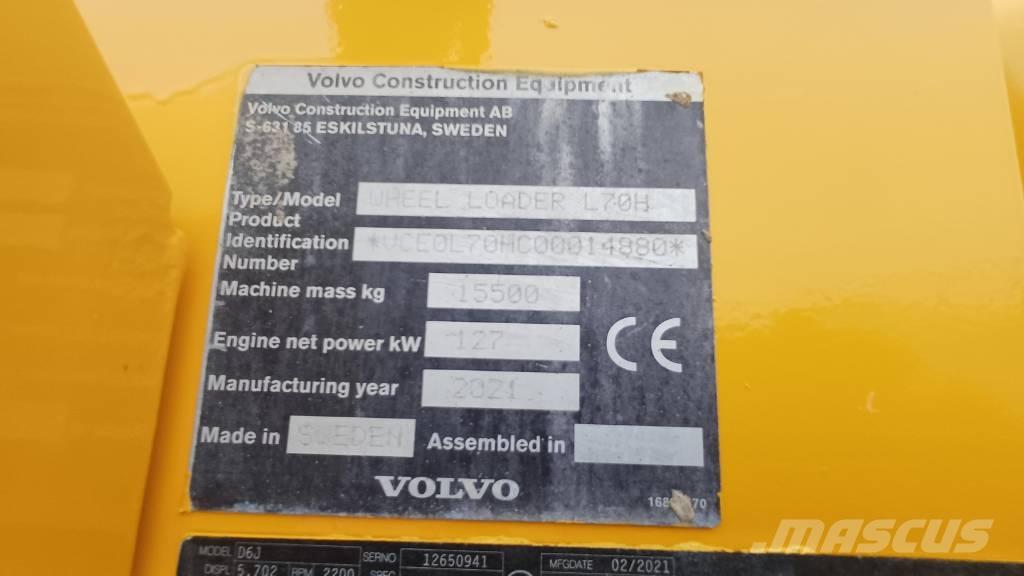 Volvo Construction Equipment
Volvo Construction Equipment AB
S-631 85 ESKILSTUNA, SWEDEN
Type/Model WHEEL LOADER L70H
Product
Identification *VCE0L70HC00014880*
Number
Machine mass kg 15500
Engine net power kW 127
Manufacturing year 2021
CE
Made in SWEDEN Assembled in
VOLVO
MODEL D6J SERNO 12650941 MFGDATE 02/2021
DISPL 5,702 RPM 2200 SPEC
MASCUS